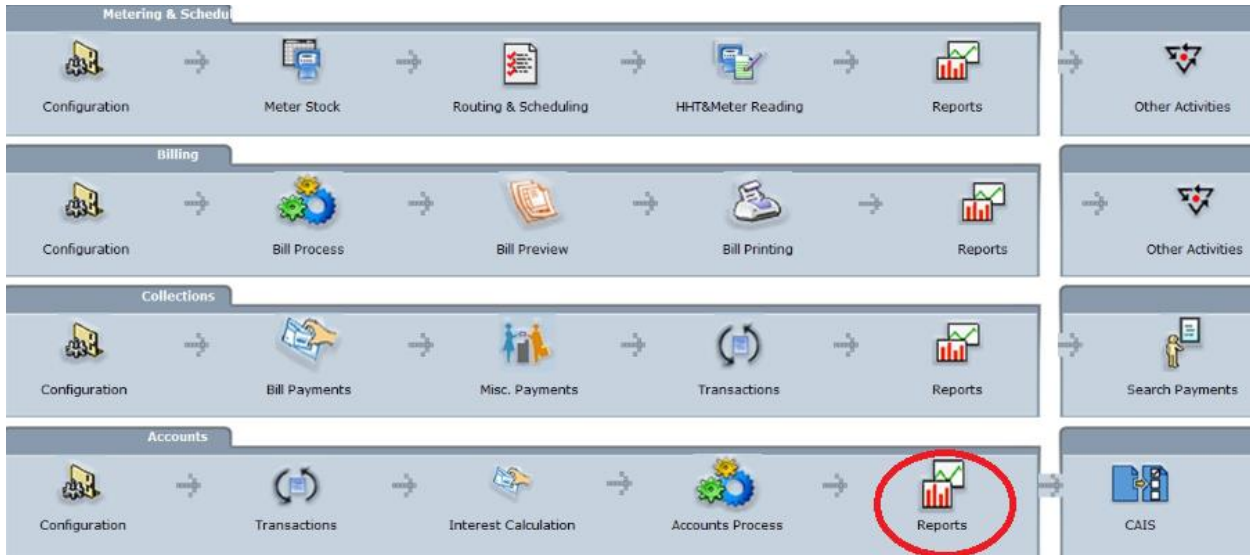 Metering & Schedu
Configuration
Meter Stock
Routing & Scheduling
HHT&Meter Reading
Reports
Other Activities
Billing
Configuration
Bill Process
Bill Preview
Bill Printing
Reports
Other Activities
Collections
Configuration
Bill Payments
Misc. Payments
Transactions
Reports
Search Payments
Accounts
Configuration
Transactions
Interest Calculation
Accounts Process
Reports
CAIS